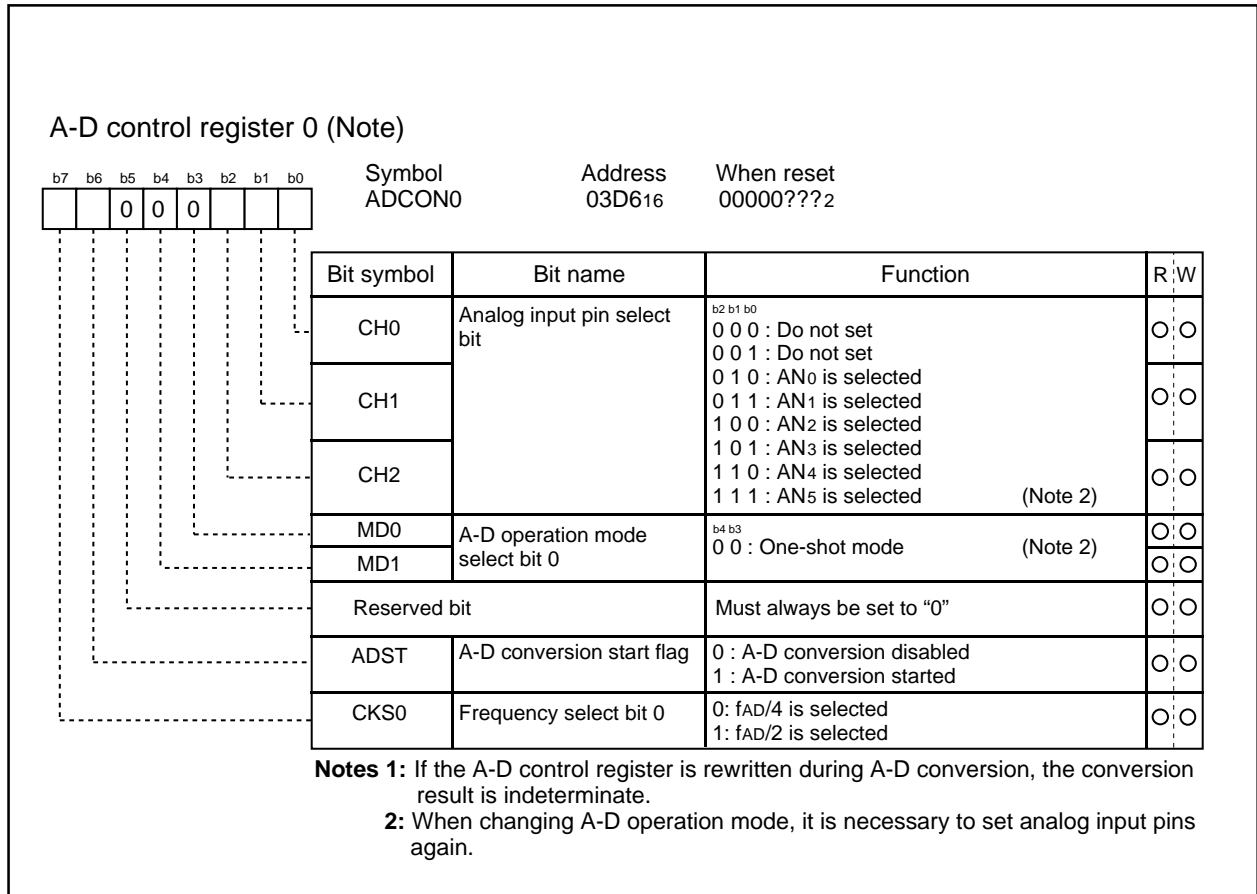 A-D control register 0 (Note)
b7 b6 b5 b4 b3 b2 b1 b0
0 0 0
Symbol Address When reset
ADCON0 03D616 00000???2
Bit symbol Bit name Function R W
CH0 Analog input pin select bit
b2 b1 b0
0 0 0 : Do not set
0 0 1 : Do not set
0 1 0 : AN0 is selected
0 1 1 : AN1 is selected
1 0 0 : AN2 is selected
1 0 1 : AN3 is selected
1 1 0 : AN4 is selected
1 1 1 : AN5 is selected (Note 2)
CH1
CH2
MD0 A-D operation mode select bit 0
b4 b3
0 0 : One-shot mode (Note 2)
MD1
Reserved bit Must always be set to “0”
ADST A-D conversion start flag 0 : A-D conversion disabled
1 : A-D conversion started
CKS0 Frequency select bit 0 0: fAD/4 is selected
1: fAD/2 is selected
Notes 1: If the A-D control register is rewritten during A-D conversion, the conversion
result is indeterminate.
2: When changing A-D operation mode, it is necessary to set analog input pins
again.